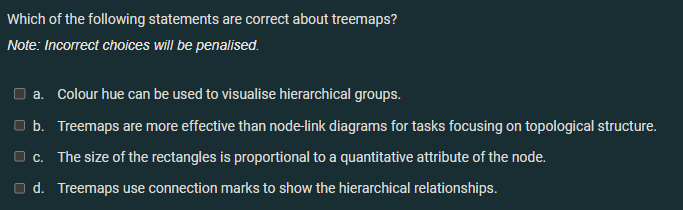 Which of the following statements are correct about treemaps?
Note: Incorrect choices will be penalised.
a. Colour hue can be used to visualise hierarchical groups.
b. Treemaps are more effective than node-link diagrams for tasks focusing on topological structure.
c. The size of the rectangles is proportional to a quantitative attribute of the node.
d. Treemaps use connection marks to show the hierarchical relationships.